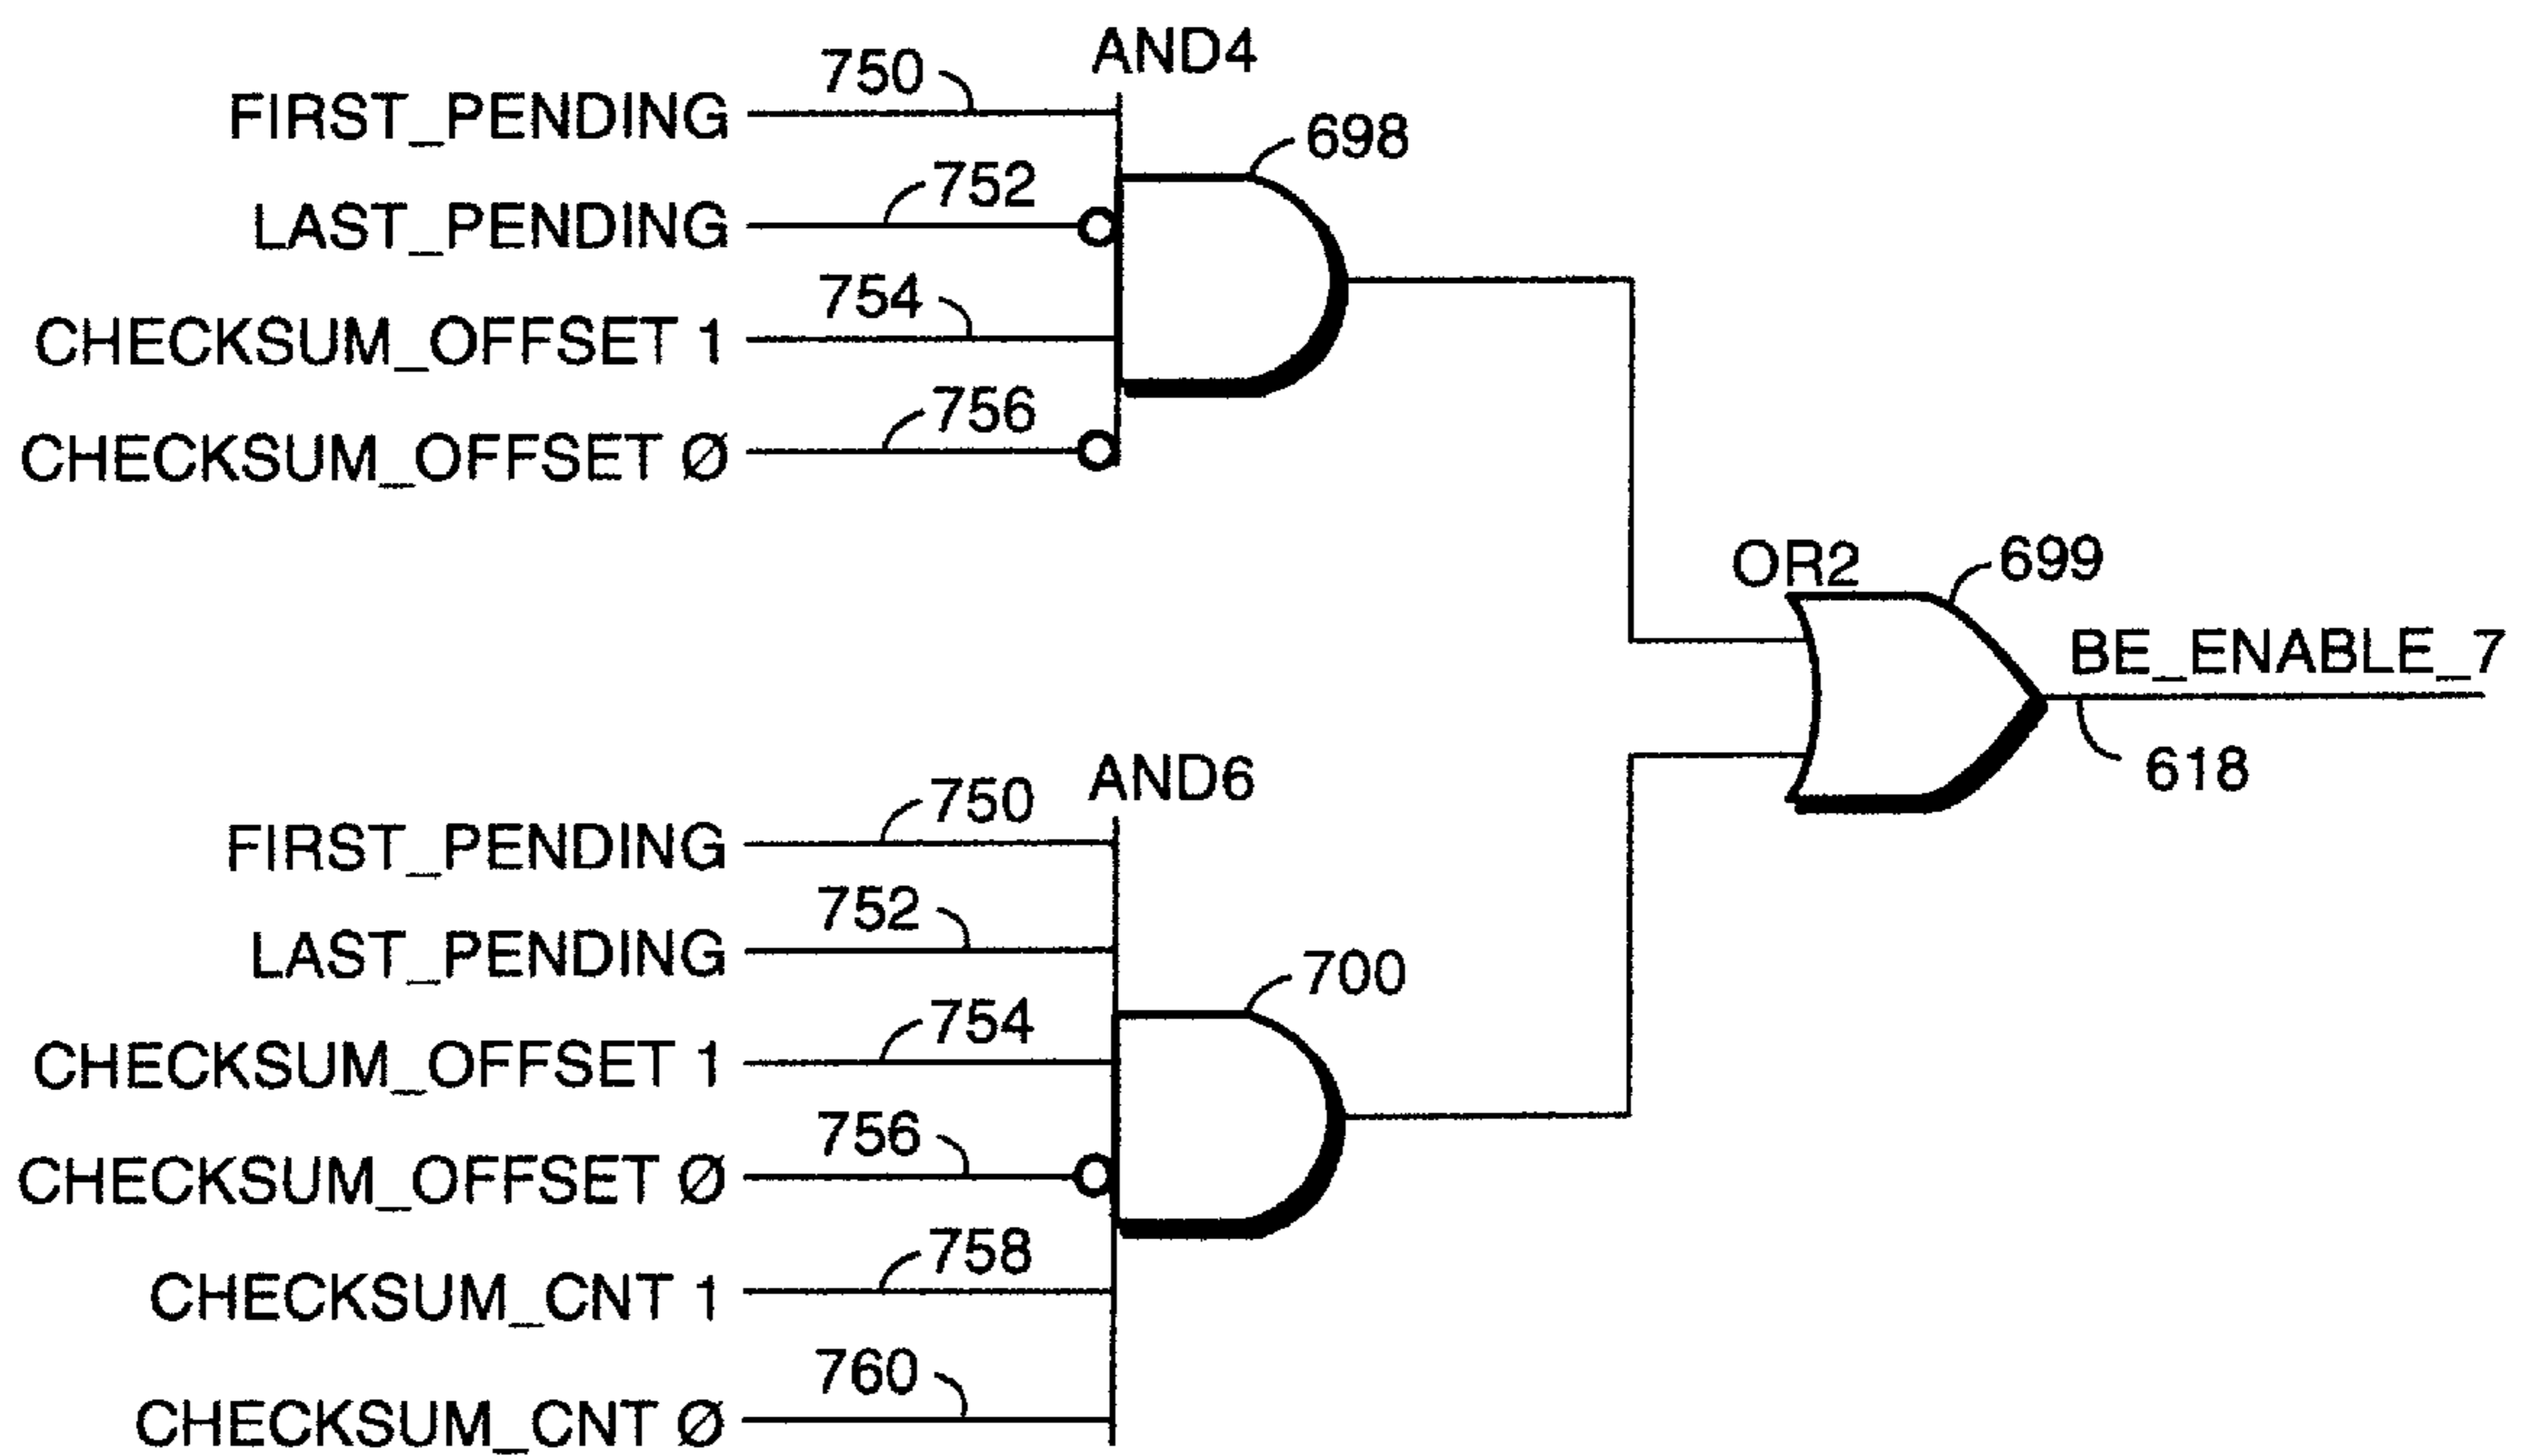 AND4
750
FIRST_PENDING
698
752
LAST_PENDING
754
CHECKSUM_OFFSET 1
756
CHECKSUM_OFFSET Ø
OR2
699
BE_ENABLE_7
618
AND6
750
FIRST_PENDING
752
LAST_PENDING
700
754
CHECKSUM_OFFSET 1
756
CHECKSUM_OFFSET Ø
758
CHECKSUM_CNT 1
760
CHECKSUM_CNT Ø